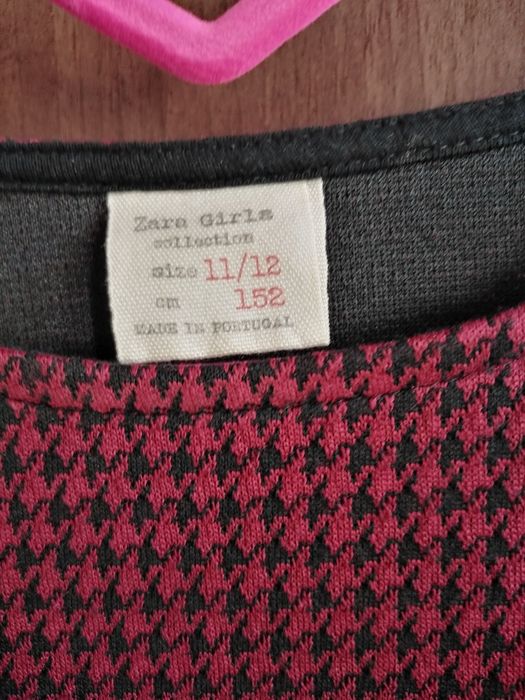 Zara Girls
collection
size 11/12
cm 152
MADE IN PORTUGAL